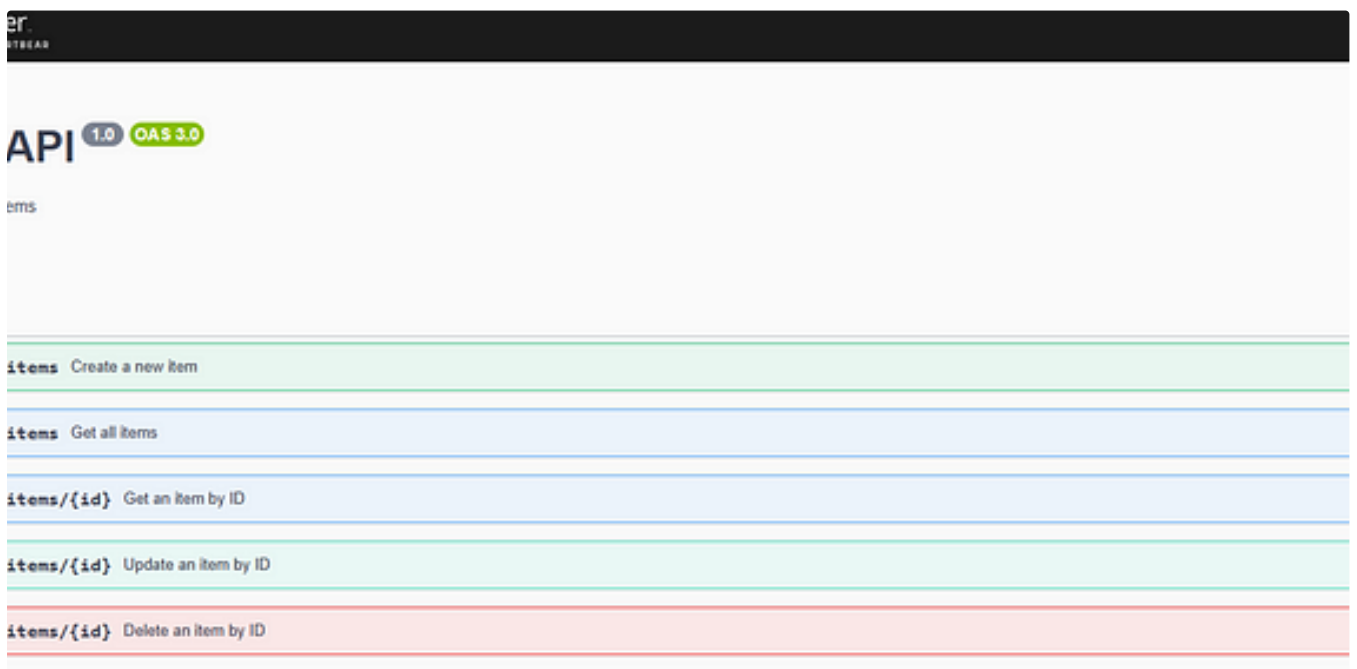 er.
RTBEAR
API 1.0 OAS 3.0
ems
items Create a new item
items Get all items
items/{id} Get an item by ID
items/{id} Update an item by ID
items/{id} Delete an item by ID